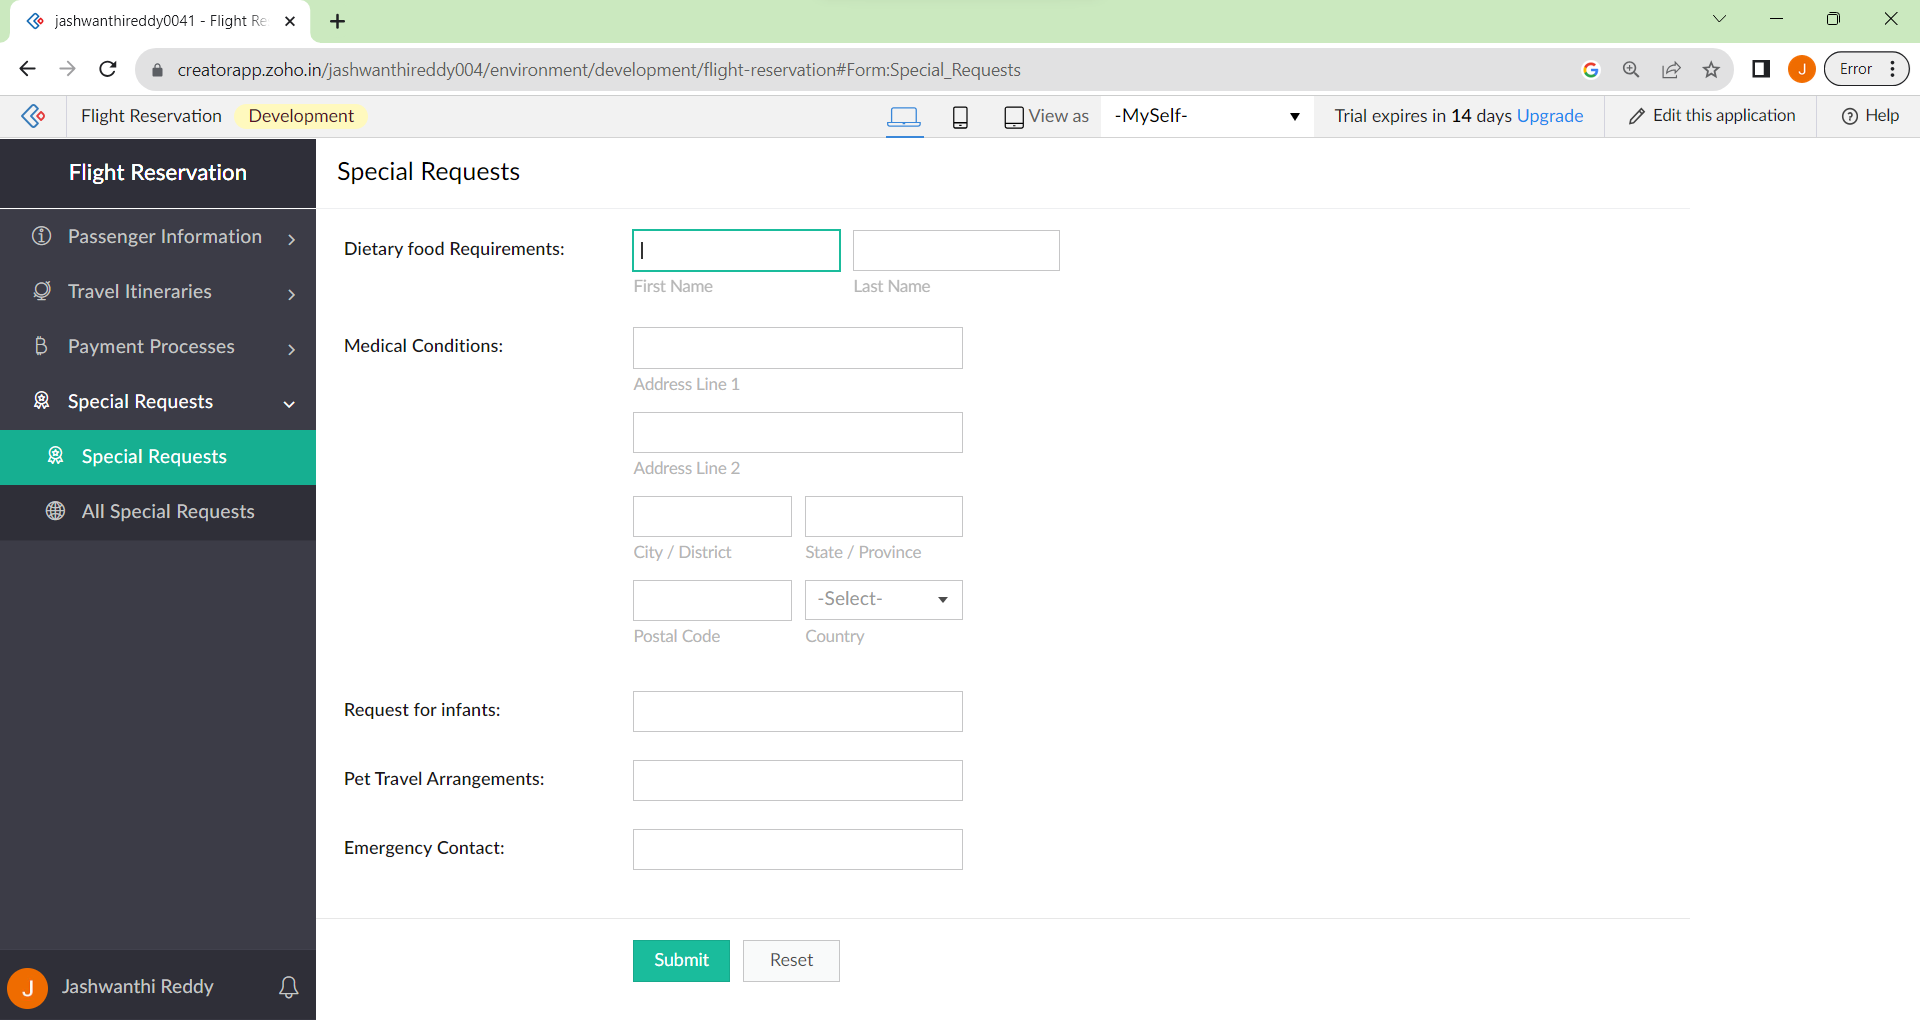 jashwanthireddy0041 - Flight Re
creatorapp.zoho.in/jashwanthireddy004/environment/development/flight-reservation#Form:Special_Requests
J
Error
Flight Reservation
Development
View as
-MySelf-
Trial expires in 14 days Upgrade
Edit this application
Help
Flight Reservation
Passenger Information
Travel Itineraries
Payment Processes
Special Requests
Special Requests
All Special Requests
Jashwanthi Reddy
J
Special Requests
Dietary food Requirements:
First Name
Last Name
Medical Conditions:
Address Line 1
Address Line 2
City / District
State / Province
-Select-
Postal Code
Country
Request for infants:
Pet Travel Arrangements:
Emergency Contact:
Submit
Reset